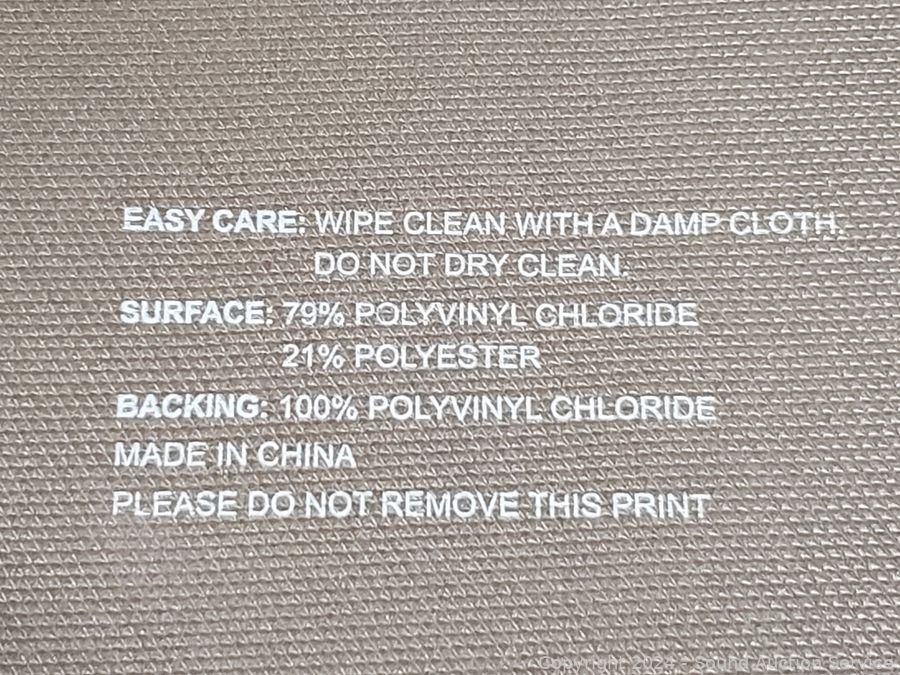 EASY CARE: WIPE CLEAN WITH A DAMP CLOTH.
DO NOT DRY CLEAN.
SURFACE: 79% POLYVINYL CHLORIDE
21% POLYESTER
BACKING: 100% POLYVINYL CHLORIDE
MADE IN CHINA
PLEASE DO NOT REMOVE THIS PRINT
Copyright 2024 - Sound Auction Service